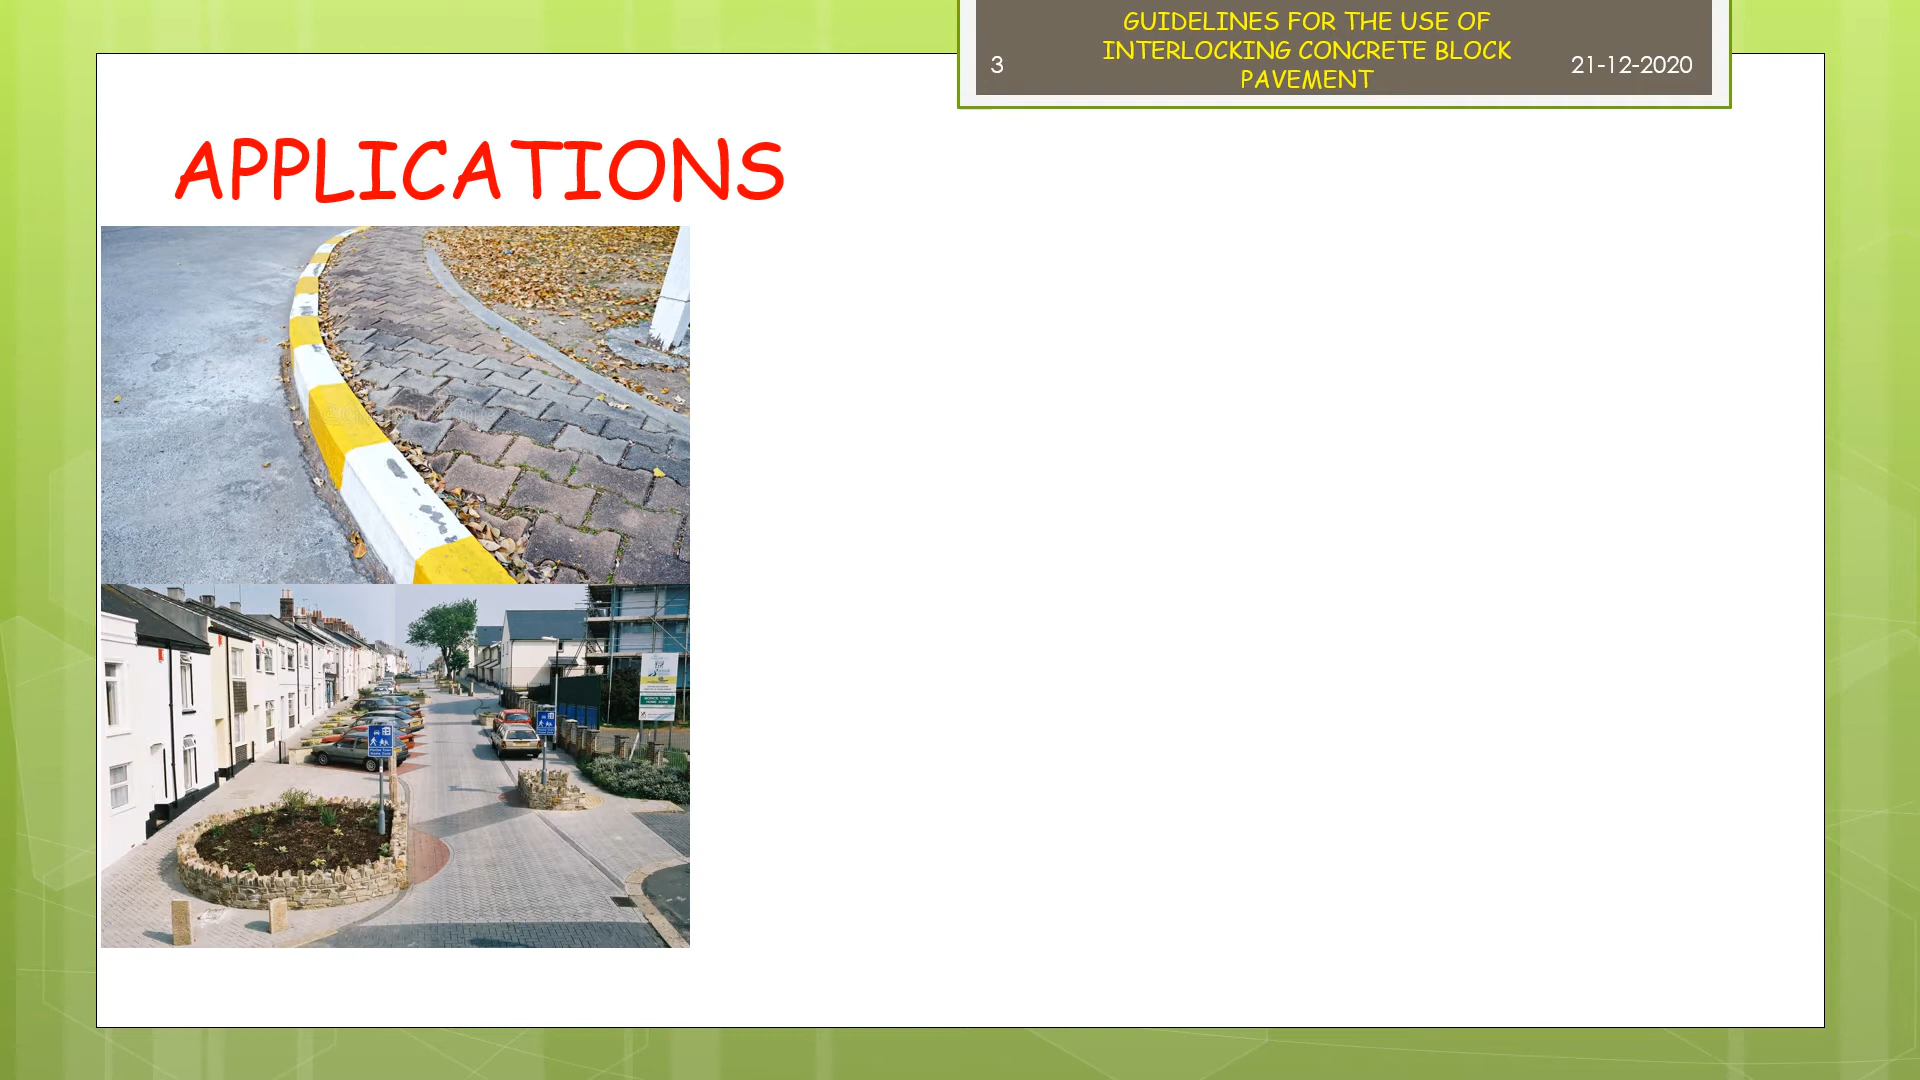 GUIDELINES FOR THE USE OF
INTERLOCKING CONCRETE BLOCK
PAVEMENT
3
21-12-2020
APPLICATIONS